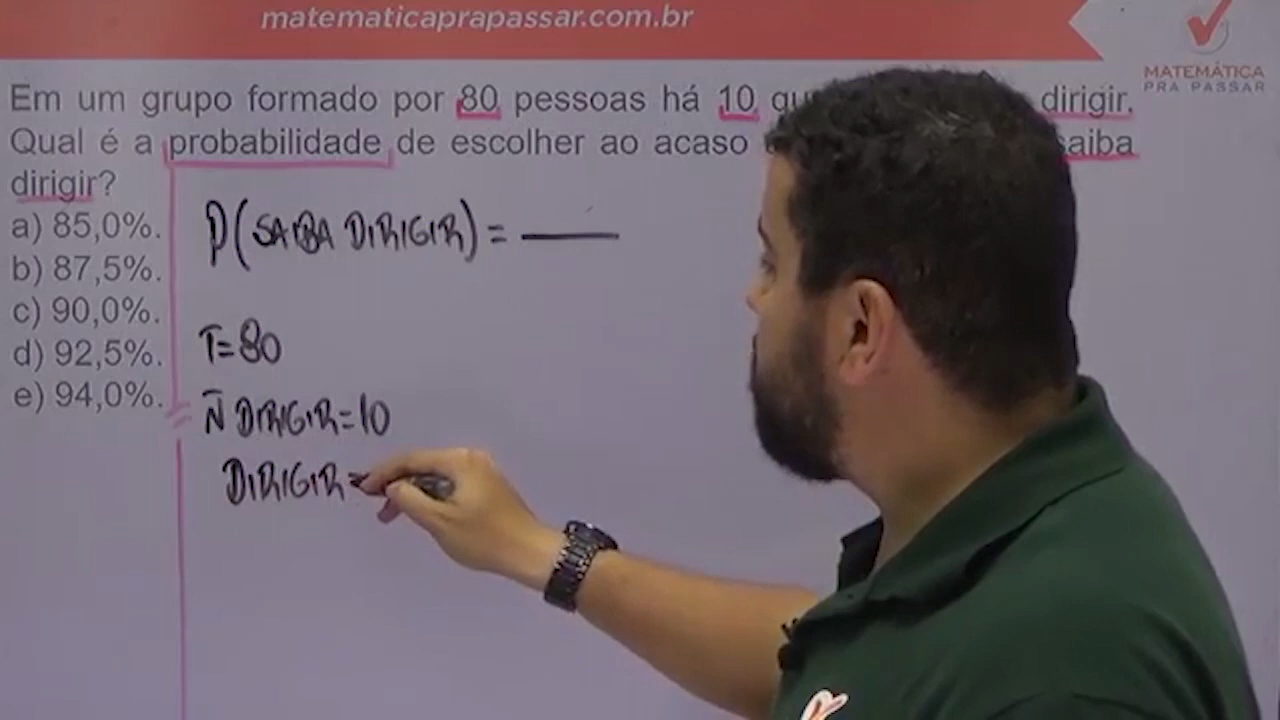 matematicaprapassar.com.br
MATEMÁTICA
PRA PASSAR
Em um grupo formado por 80 pessoas há 10 dirigir.
Qual é a probabilidade de escolher ao acaso saiba
dirigir?
a) 85,0%.
b) 87,5%.
c) 90,0%.
d) 92,5%.
e) 94,0%.
P(SAIBA DIRIGIR) =
T=80
Ñ DIRIGIR=10
DIRIGIR=